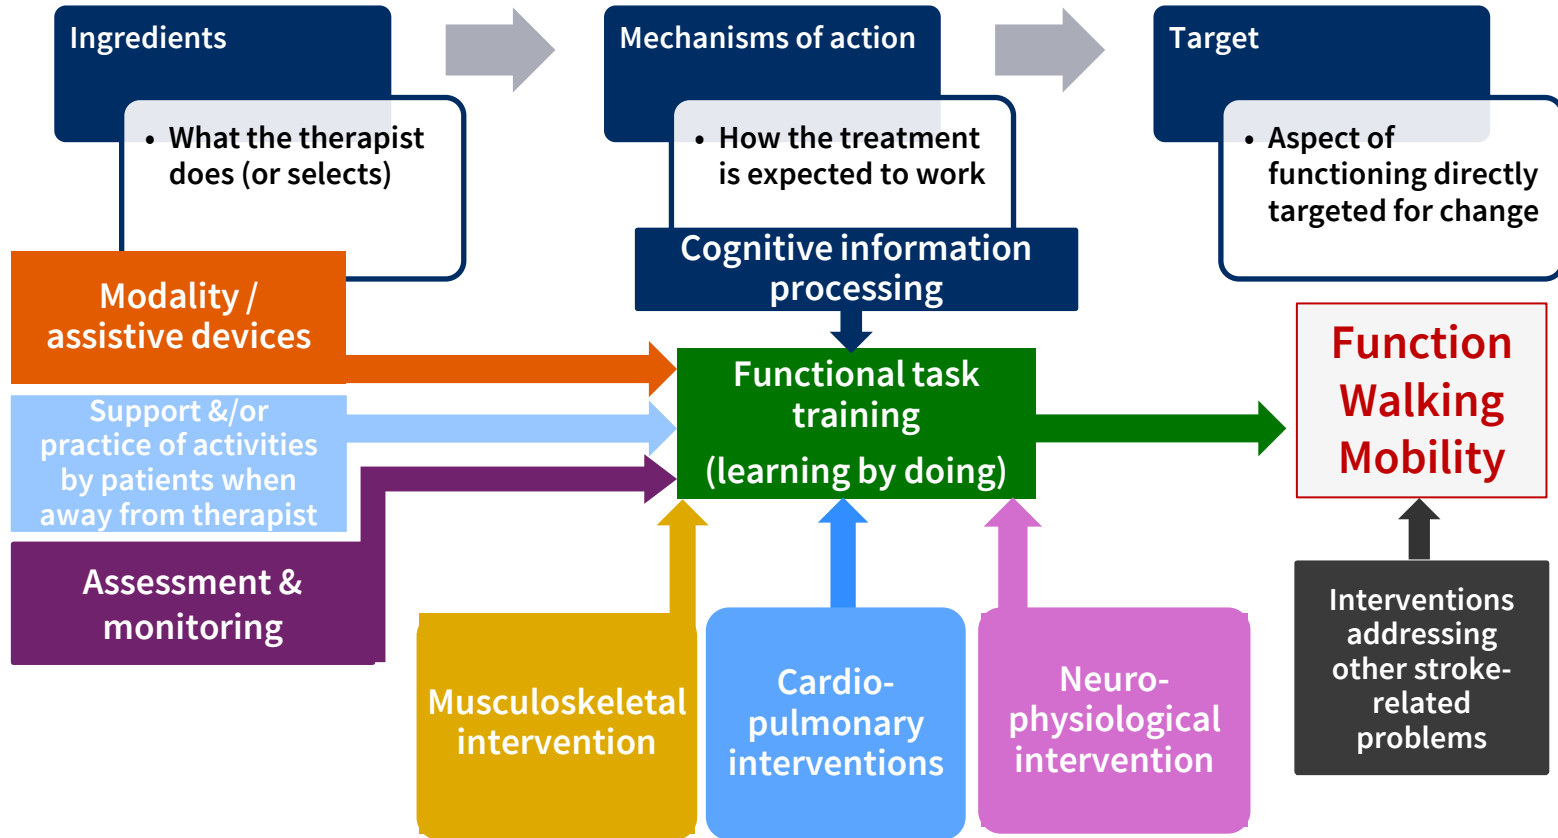 Ingredients
Mechanisms of action
Target
• What the therapist
does (or selects)
• How the treatment
is expected to work
• Aspect of
functioning directly
targeted for change
Cognitive information
processing
Modality /
assistive devices
Functional task
training
(learning by doing)
Function
Walking
Mobility
Support &/or
practice of activities
by patients when
away from therapist
Assessment &
monitoring
Musculoskeletal
intervention
Cardio-
pulmonary
interventions
Neuro-
physiological
intervention
Interventions
addressing
other stroke-
related
problems